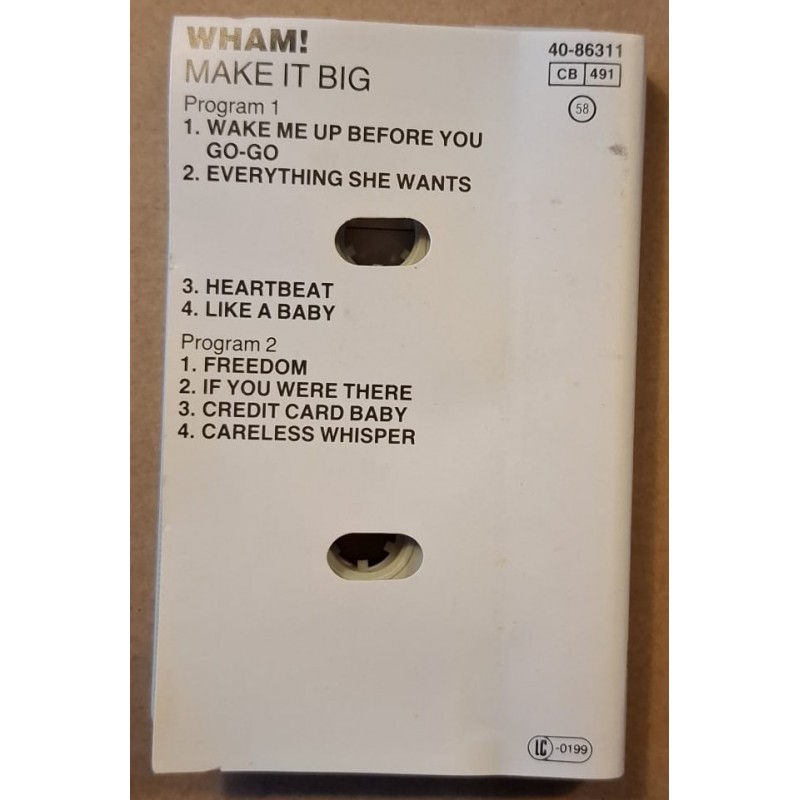 WHAM!
MAKE IT BIG
40-86311
CB 491
58
Program 1
1. WAKE ME UP BEFORE YOU
GO-GO
2. EVERYTHING SHE WANTS
3. HEARTBEAT
4. LIKE A BABY
Program 2
1. FREEDOM
2. IF YOU WERE THERE
3. CREDIT CARD BABY
4. CARELESS WHISPER
LC-0199